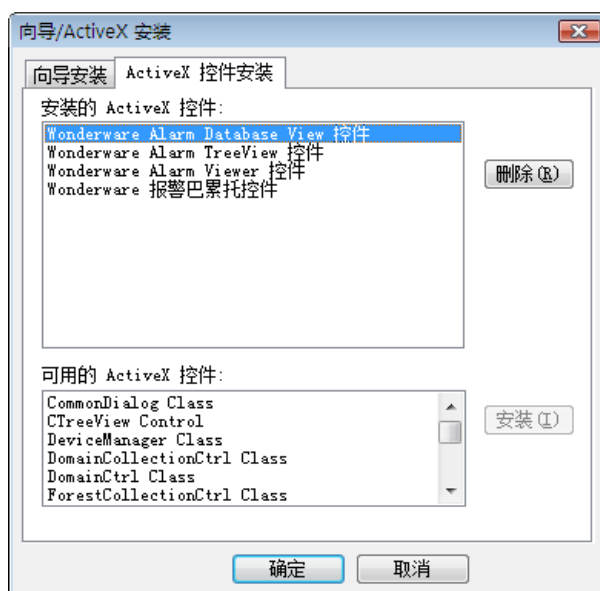 向导/ActiveX 安装
向导安装 ActiveX 控件安装
安装的 ActiveX 控件:
Wonderware Alarm Database View 控件
Wonderware Alarm TreeView 控件
Wonderware Alarm Viewer 控件
Wonderware 报警巴累托控件
删除(R)
可用的 ActiveX 控件:
CommonDialog Class
CTreeView Control
DeviceManager Class
DomainCollectionCtrl Class
DomainCtrl Class
ForestCollectionCtrl Class
安装(I)
确定 取消